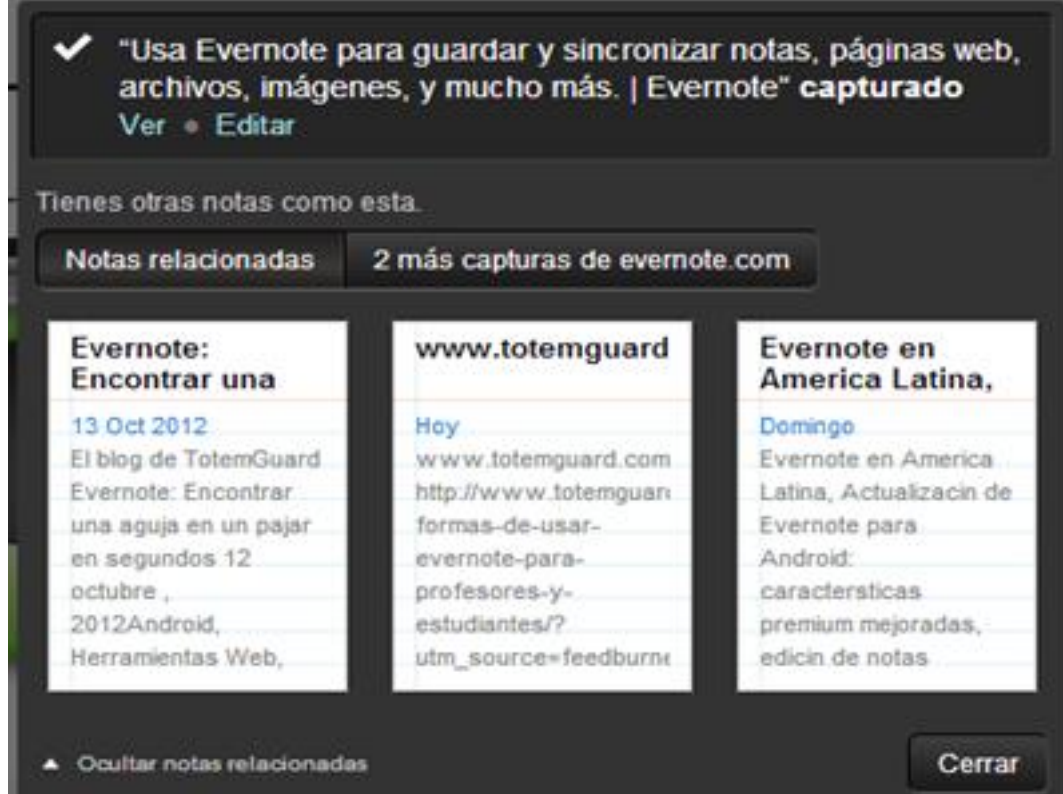 "Usa Evernote para guardar y sincronizar notas, páginas web,
archivos, imágenes, y mucho más. | Evernote" capturado
Ver • Editar
Tienes otras notas como esta.
Notas relacionadas
2 más capturas de evernote.com
Evernote:
Encontrar una
13 Oct 2012
El blog de TotemGuard
Evernote: Encontrar
una aguja en un pajar
en segundos 12
octubre ,
2012Android,
Herramientas Web,
www.totemguard
Hoy
www.totemguard.com
http://www.totemguar
formas-de-usar-
evernote-para-
profesores-y-
estudiantes/?
utm_source=feedburne
Evernote en
America Latina,
Domingo
Evernote en America
Latina, Actualizacin de
Evernote para
Android:
caractersticas
premium mejoradas,
edicin de notas
Ocultar notas relacionadas
Cerrar